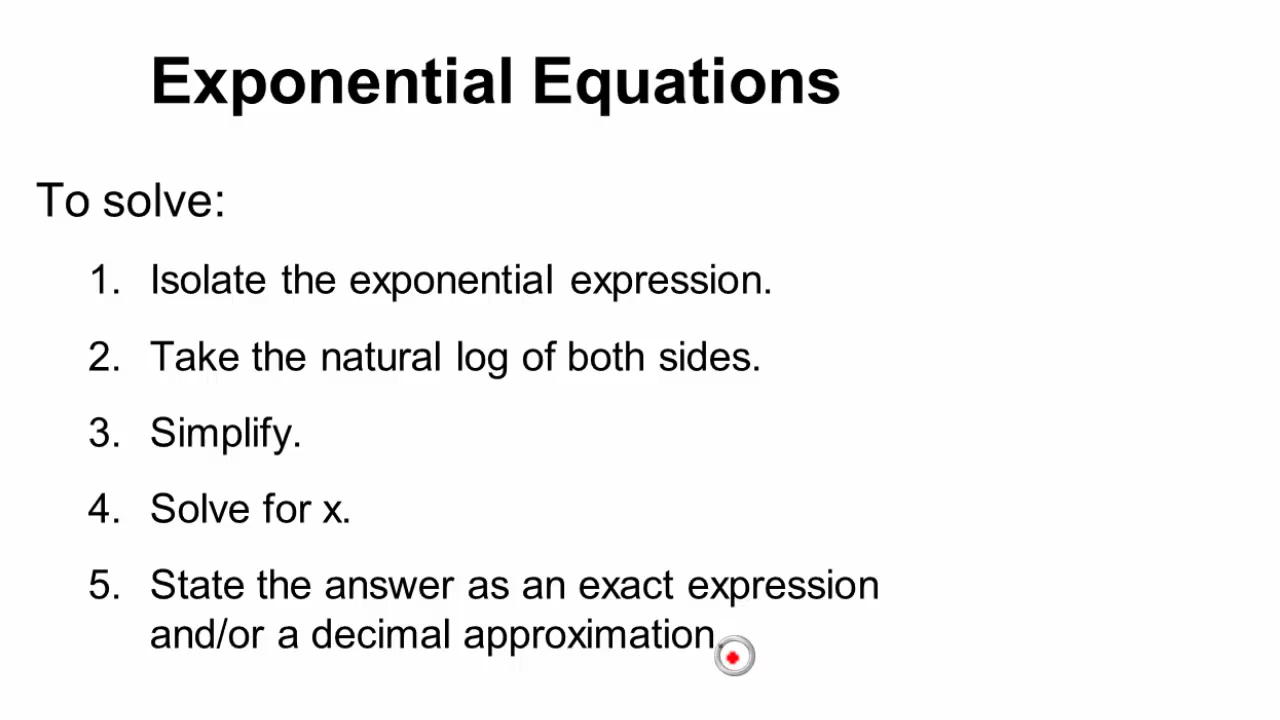 Exponential Equations
To solve:
1. Isolate the exponential expression.
2. Take the natural log of both sides.
3. Simplify.
4. Solve for x.
5. State the answer as an exact expression
and/or a decimal approximation.